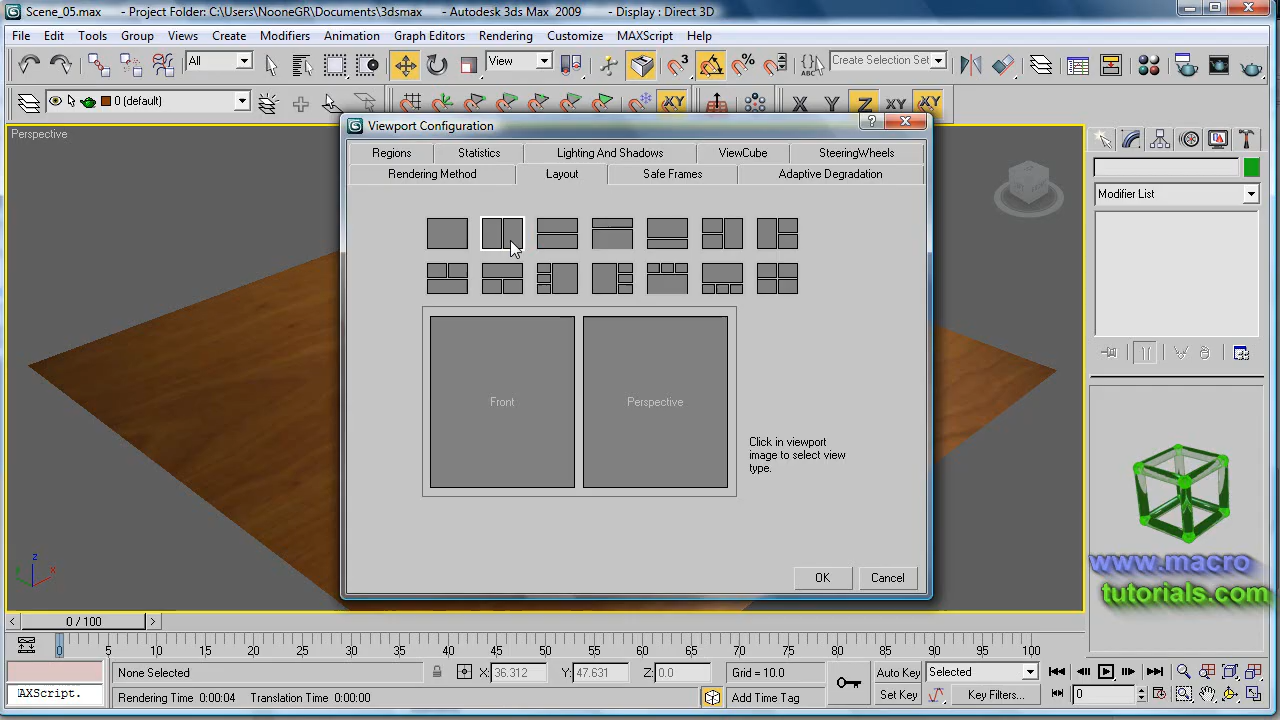 Scene_05.max - Project Folder: C:\Users\NooneGR\Documents\3dsmax - Autodesk 3ds Max 2009 - Display : Direct 3D
File Edit Tools Group Views Create Modifiers Animation Graph Editors Rendering Customize MAXScript Help
All View 3 % ABC Create Selection Set
0 (default) XY X Y Z XY XY
Perspective
Viewport Configuration
Regions Statistics Lighting And Shadows ViewCube SteeringWheels
Rendering Method Layout Safe Frames Adaptive Degradation
Modifier List
Front Perspective
Click in viewport
image to select view
type.
OK Cancel
www.macro
tutorials.com
z
y x
0 / 100
0 5 10 15 20 25 30 35 40 45 50 55 60 65 70 75 80 85 90 95 100
None Selected X: 36.312 Y: 47.631 Z: 0.0 Grid = 10.0 Auto Key Selected
AXScript. Rendering Time 0:00:04 Translation Time 0:00:00 Add Time Tag Set Key Key Filters... 0